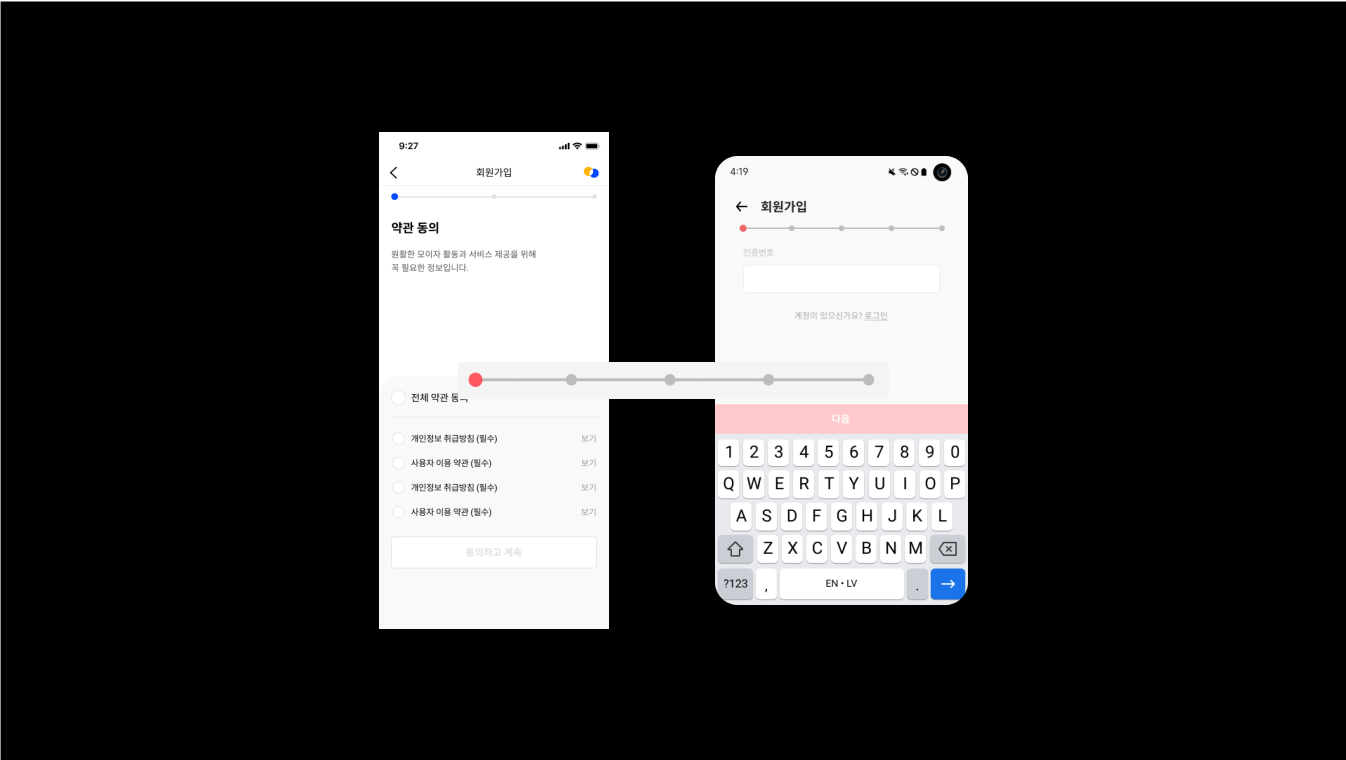 9:27
회원가입
약관 동의
원활한 모이자 활동과 서비스 제공을 위해
꼭 필요한 정보입니다.
전체 약관 동의
개인정보 취급방침 (필수) 보기
사용자 이용 약관 (필수) 보기
개인정보 취급방침 (필수) 보기
사용자 이용 약관 (필수) 보기
동의하고 계속
4:19
회원가입
인증번호
계정이 있으신가요? 로그인
다음
1 2 3 4 5 6 7 8 9 0
Q W E R T Y U I O P
A S D F G H J K L
Z X C V B N M
?123 , EN • LV .